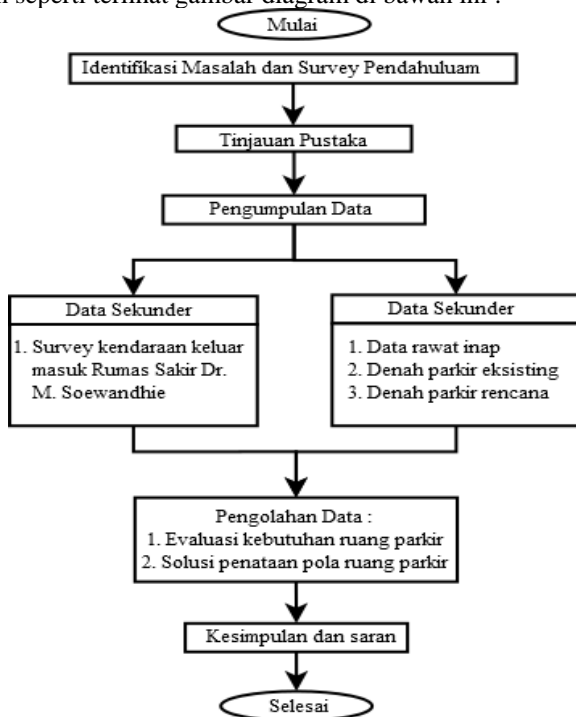 seperti terlihat gambar diagram di bawah ini :
Mulai
Identifikasi Masalah dan Survey Pendahuluam
Tinjauan Pustaka
Pengumpulan Data
Data Sekunder
1. Survey kendaraan keluar
masuk Rumas Sakir Dr.
M. Soewandhie
Data Sekunder
1. Data rawat inap
2. Denah parkir eksisting
3. Denah parkir rencana
Pengolahan Data :
1. Evaluasi kebutuhan ruang parkir
2. Solusi penataan pola ruang parkir
Kesimpulan dan saran
Selesai